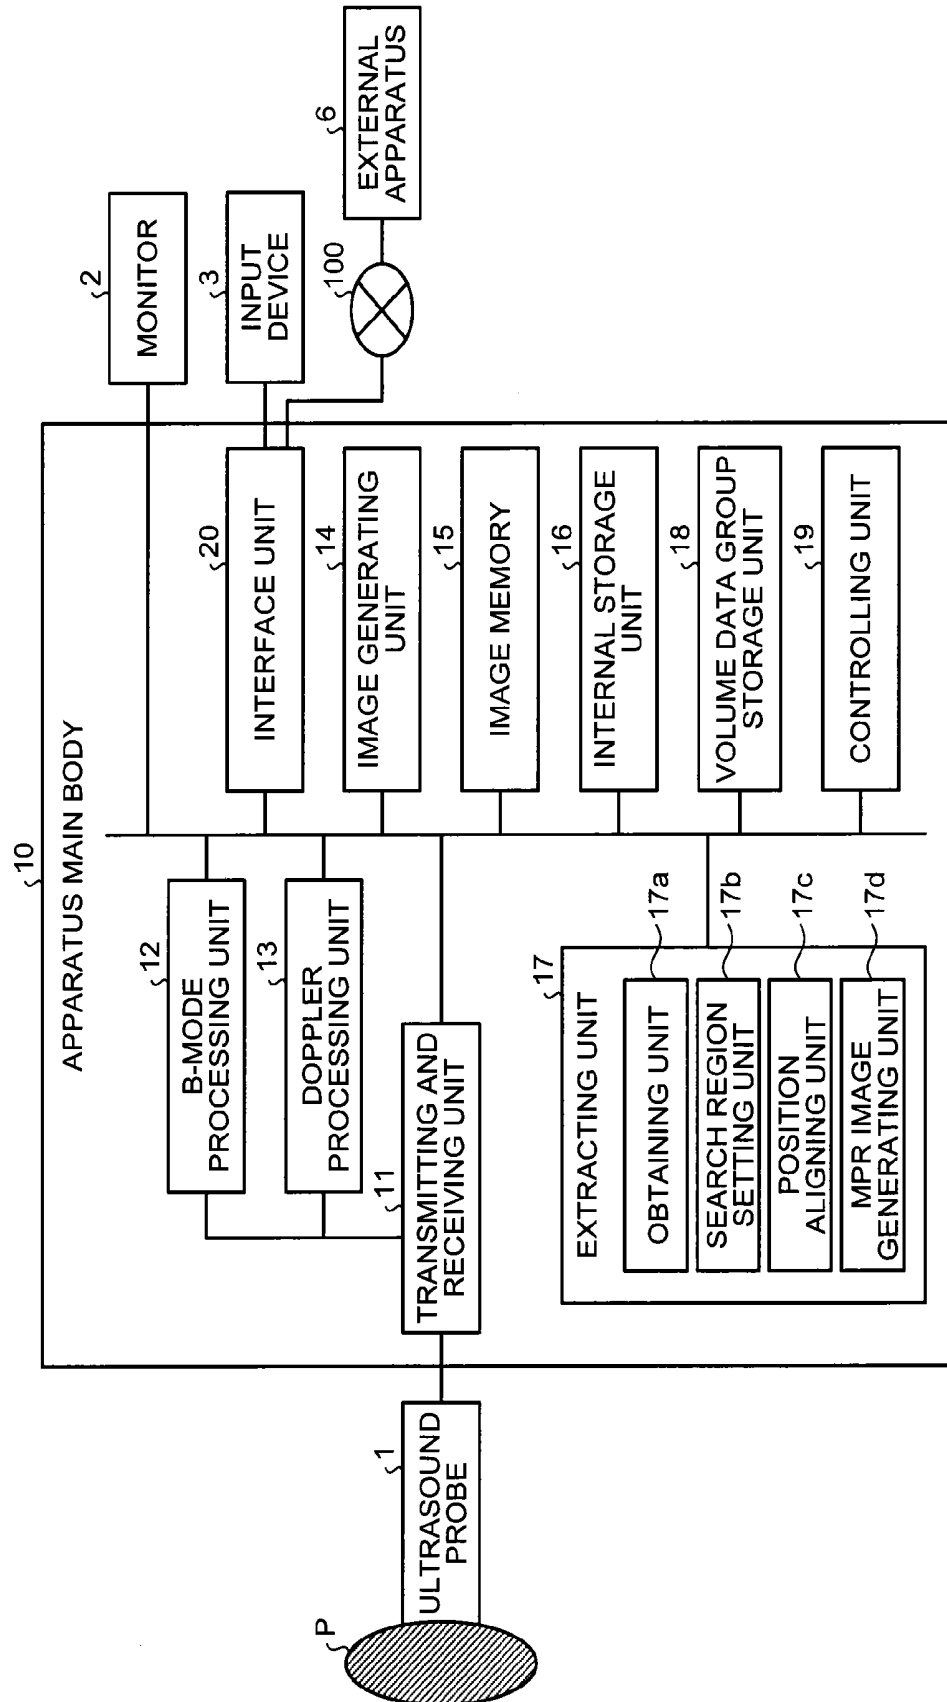 10
APPARATUS MAIN BODY
P
1
ULTRASOUND
PROBE
11
TRANSMITTING AND
RECEIVING UNIT
12
B-MODE
PROCESSING UNIT
13
DOPPLER
PROCESSING UNIT
17
EXTRACTING UNIT
OBTAINING UNIT
17a
SEARCH REGION
SETTING UNIT
17b
POSITION
ALIGNING UNIT
17c
MPR IMAGE
GENERATING UNIT
17d
20
INTERFACE UNIT
14
IMAGE GENERATING
UNIT
15
IMAGE MEMORY
16
INTERNAL STORAGE
UNIT
18
VOLUME DATA GROUP
STORAGE UNIT
19
CONTROLLING UNIT
2
MONITOR
3
INPUT
DEVICE
100
6
EXTERNAL
APPARATUS